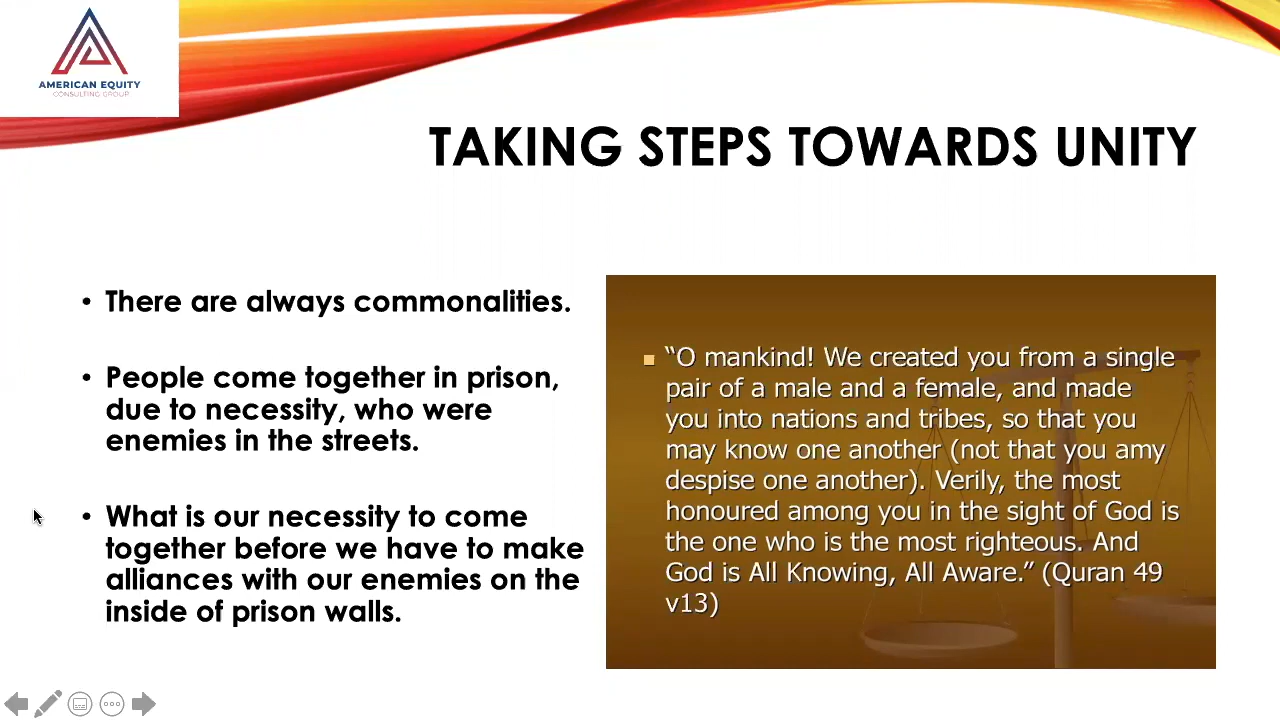 AMERICAN EQUITY
CONSULTING GROUP
TAKING STEPS TOWARDS UNITY
• There are always commonalities.
• People come together in prison,
due to necessity, who were
enemies in the streets.
• What is our necessity to come
together before we have to make
alliances with our enemies on the
inside of prison walls.
“O mankind! We created you from a single
pair of a male and a female, and made
you into nations and tribes, so that you
may know one another (not that you amy
despise one another). Verily, the most
honoured among you in the sight of God is
the one who is the most righteous. And
God is All Knowing, All Aware.” (Quran 49
v13)